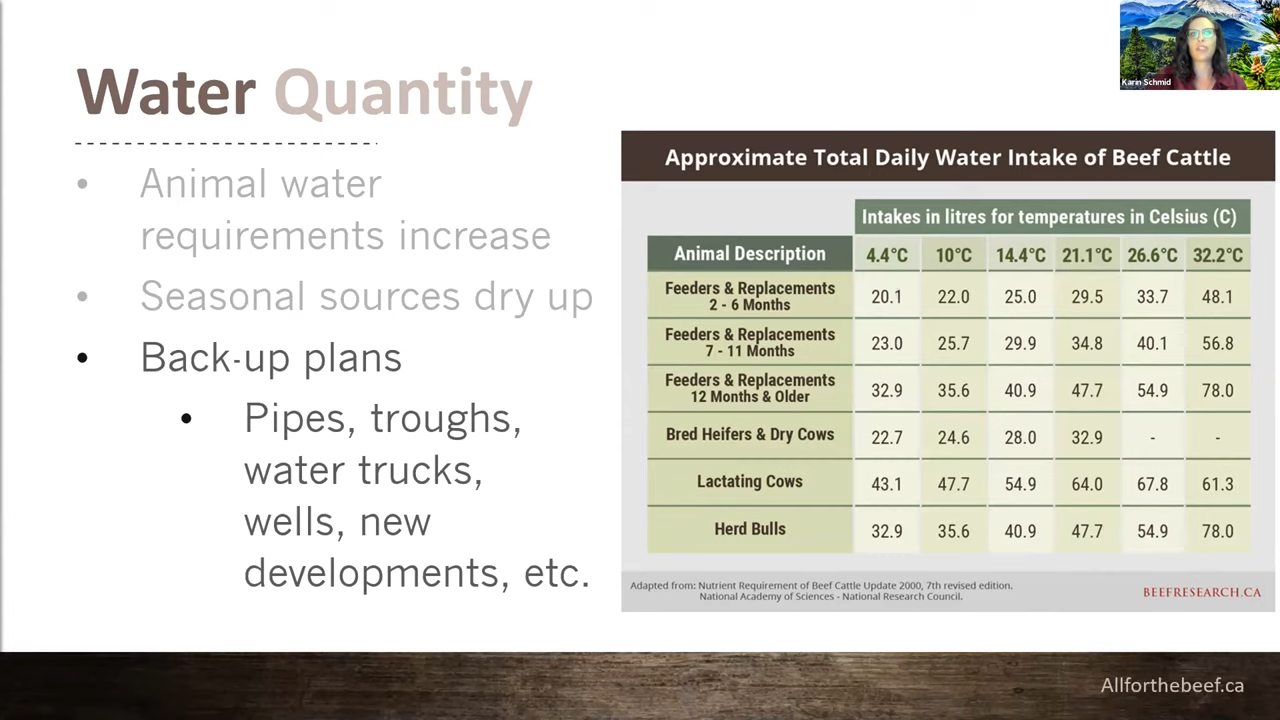 Karin Schmid
Water Quantity
• Animal water
requirements increase
• Seasonal sources dry up
• Back-up plans
• Pipes, troughs,
water trucks,
wells, new
developments, etc.
Approximate Total Daily Water Intake of Beef Cattle
Intakes in litres for temperatures in Celsius (C)
Animal Description 4.4°C 10°C 14.4°C 21.1°C 26.6°C 32.2°C
Feeders & Replacements
2 - 6 Months 20.1 22.0 25.0 29.5 33.7 48.1
Feeders & Replacements
7 - 11 Months 23.0 25.7 29.9 34.8 40.1 56.8
Feeders & Replacements
12 Months & Older 32.9 35.6 40.9 47.7 54.9 78.0
Bred Heifers & Dry Cows 22.7 24.6 28.0 32.9 - -
Lactating Cows 43.1 47.7 54.9 64.0 67.8 61.3
Herd Bulls 32.9 35.6 40.9 47.7 54.9 78.0
Adapted from: Nutrient Requirement of Beef Cattle Update 2000, 7th revised edition.
National Academy of Sciences - National Research Council.
BEEFRESEARCH.CA
Allforthebeef.ca